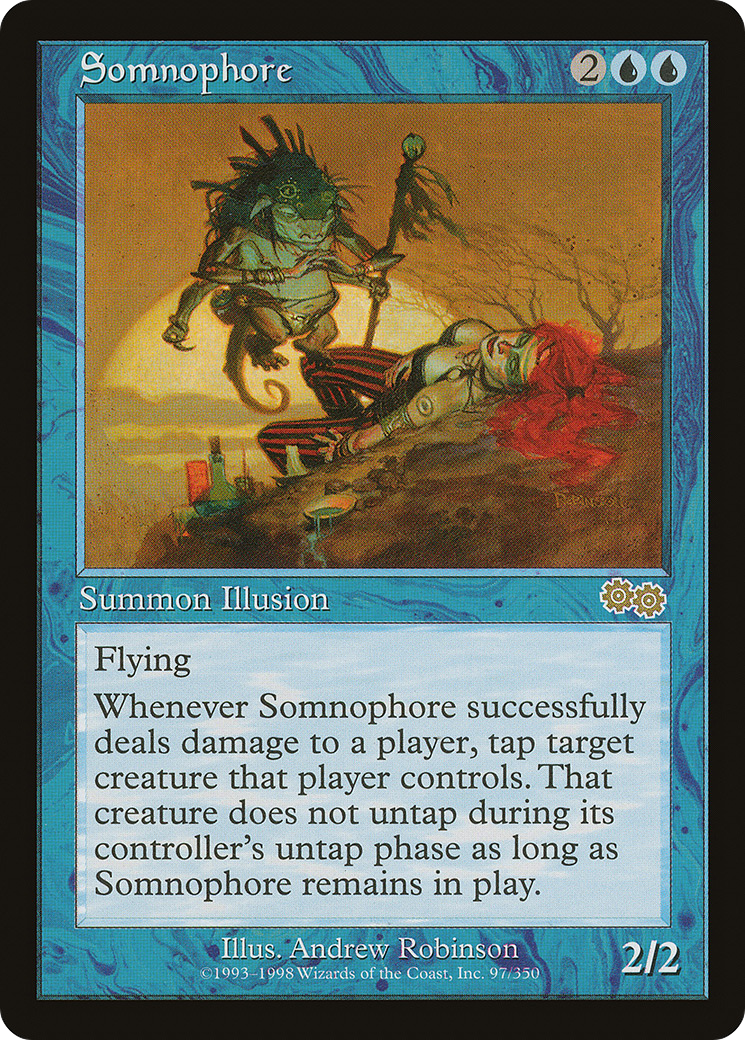 Somnophore
2
Summon Illusion
Flying
Whenever Somnophore successfully
deals damage to a player, tap target
creature that player controls. That
creature does not untap during its
controller's untap phase as long as
Somnophore remains in play.
Illus. Andrew Robinson
©1993–1998 Wizards of the Coast, Inc. 97/350
2/2